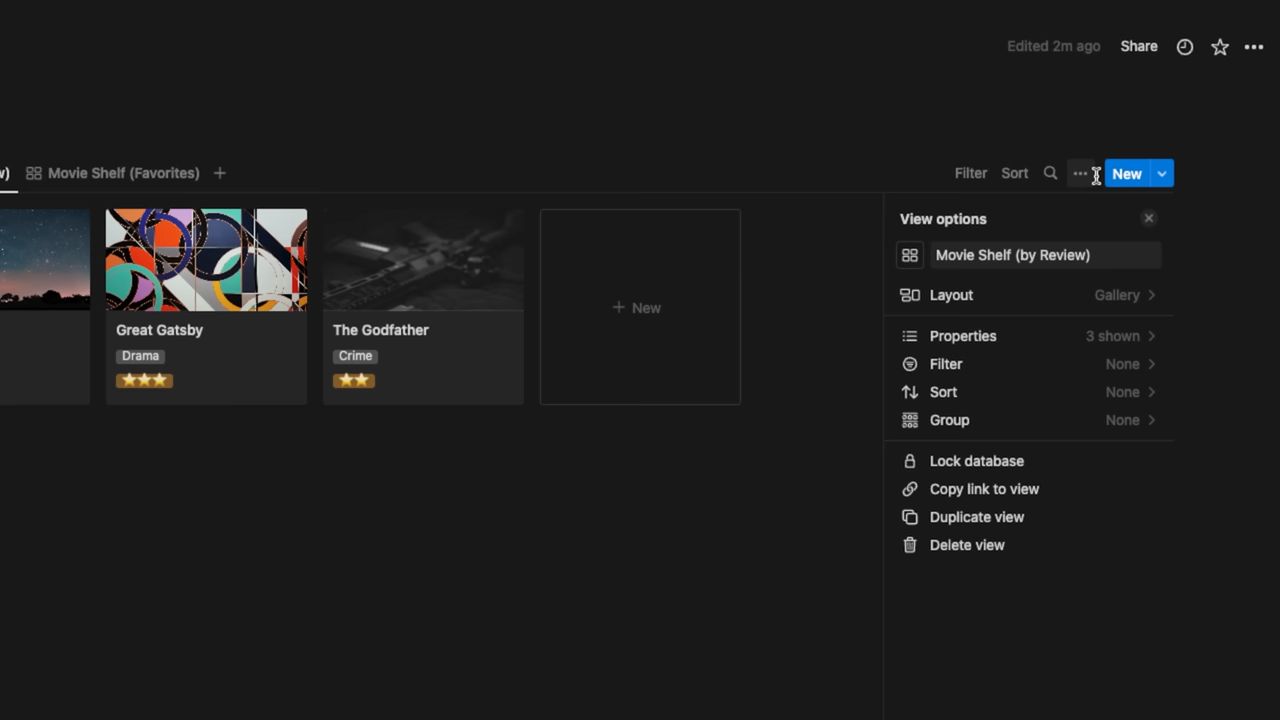 Edited 2m ago Share
w) Movie Shelf (Favorites)
Filter Sort New
View options
Movie Shelf (by Review)
Layout Gallery
Great Gatsby
Drama
The Godfather
Crime
+ New
Properties 3 shown
Filter None
Sort None
Group None
Lock database
Copy link to view
Duplicate view
Delete view